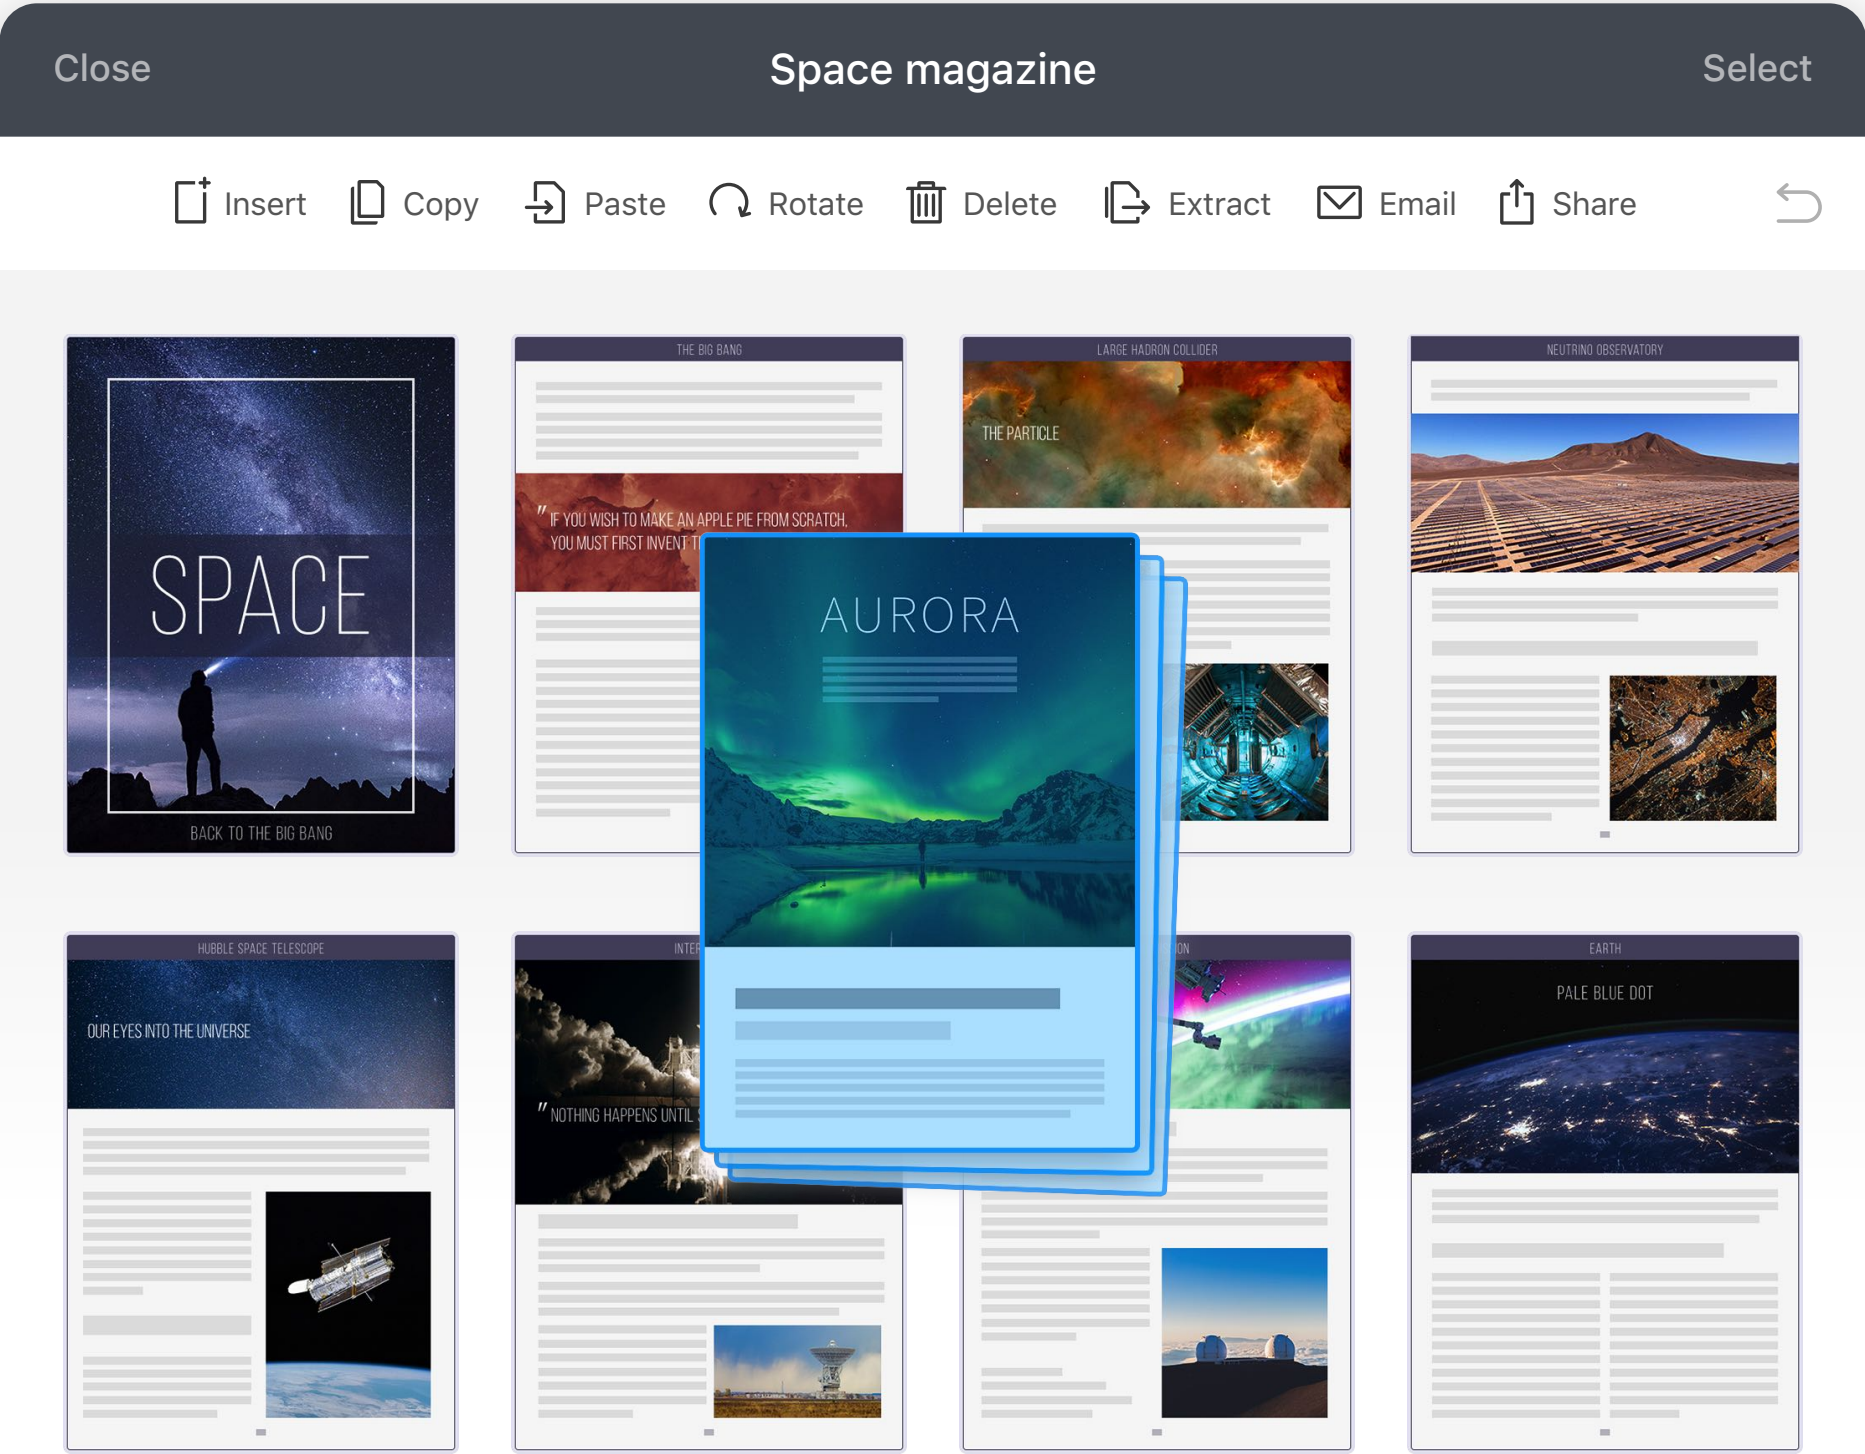 Close
Space magazine
Select
Insert
Copy
Paste
Rotate
Delete
Extract
Email
Share
SPACE
BACK TO THE BIG BANG
THE BIG BANG
" IF YOU WISH TO MAKE AN APPLE PIE FROM SCRATCH,
YOU MUST FIRST INVENT
LARGE HADRON COLLIDER
THE PARTICLE
NEUTRINO OBSERVATORY
AURORA
HUBBLE SPACE TELESCOPE
OUR EYES INTO THE UNIVERSE
" NOTHING HAPPENS UNTIL
EARTH
PALE BLUE DOT